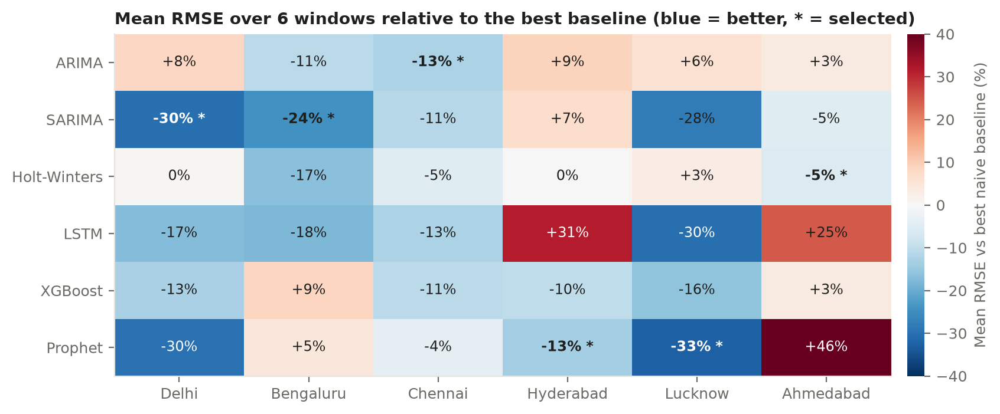 Mean RMSE over 6 windows relative to the best baseline (blue = better, * = selected)
ARIMA +8% -11% -13% * +9% +6% +3%
SARIMA -30% * -24% * -11% +7% -28% -5%
Holt-Winters 0% -17% -5% 0% +3% -5% *
LSTM -17% -18% -13% +31% -30% +25%
XGBoost -13% +9% -11% -10% -16% +3%
Prophet -30% +5% -4% -13% * -33% * +46%
Delhi Bengaluru Chennai Hyderabad Lucknow Ahmedabad
40
30
20
10
0
−10
−20
−30
−40
Mean RMSE vs best naive baseline (%)